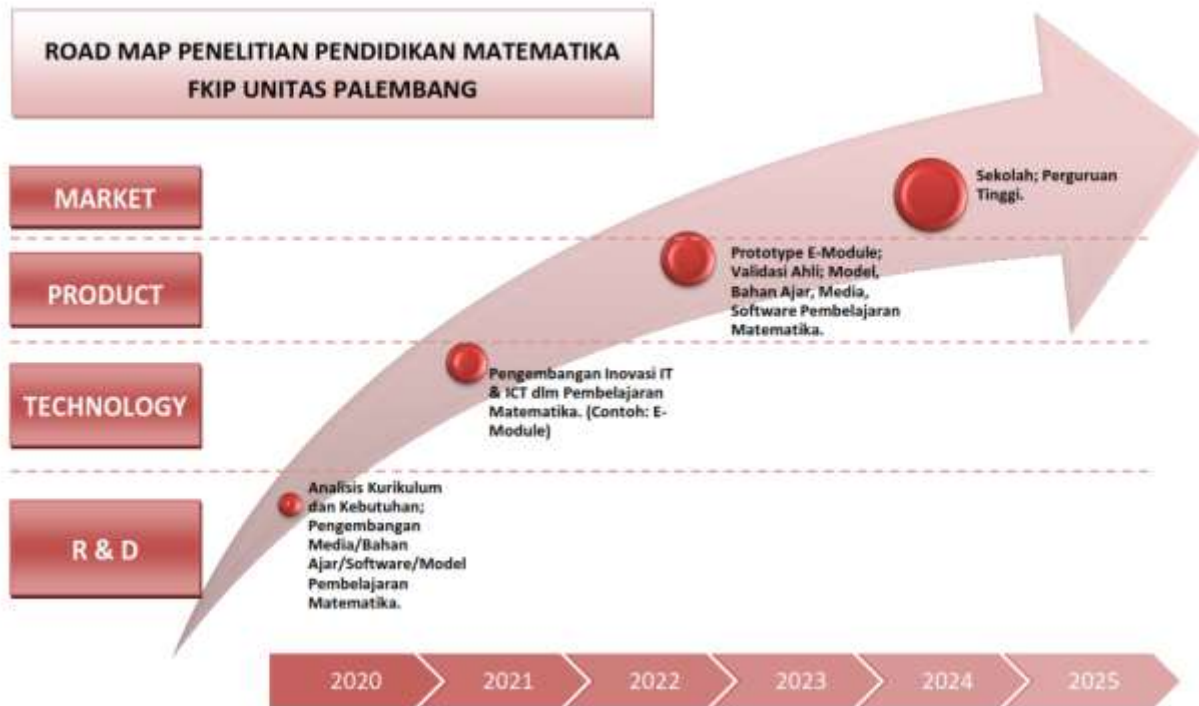 ROAD MAP PENELITIAN PENDIDIKAN MATEMATIKA
FKIP UNITAS PALEMBANG
MARKET
Sekolah; Perguruan
Tinggi.
PRODUCT
Prototype E-Module;
Validasi Ahli; Model,
Bahan Ajar, Media,
Software Pembelajaran
Matematika.
TECHNOLOGY
Pengembangan Inovasi IT
& ICT dlm Pembelajaran
Matematika. (Contoh: E-
Module)
R & D
Analisis Kurikulum
dan Kebutuhan;
Pengembangan
Media/Bahan
Ajar/Software/Model
Pembelajaran
Matematika.
2020
2021
2022
2023
2024
2025